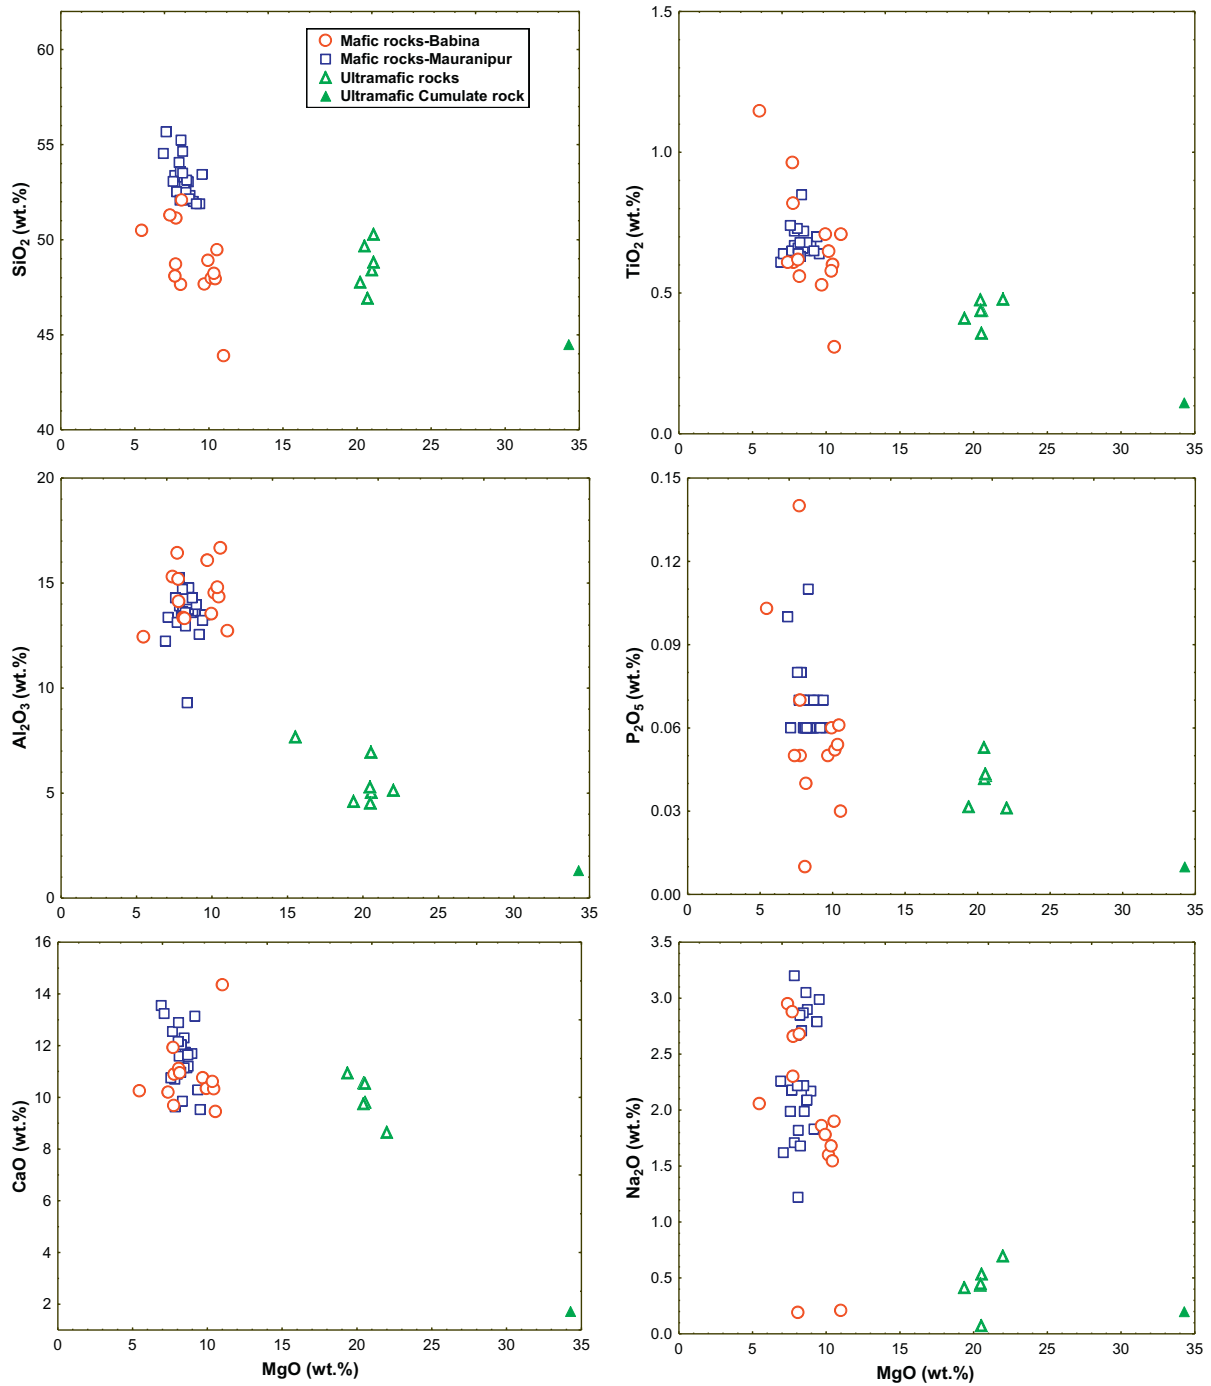 60
55
50
45
40
SiO₂ (wt.%)
0 5 10 15 20 25 30 35
Mafic rocks-Babina
Mafic rocks-Mauranipur
Ultramafic rocks
Ultramafic Cumulate rock
1.5
1.0
0.5
0.0
TiO₂ (wt.%)
0 5 10 15 20 25 30 35
20
15
10
5
0
Al₂O₃ (wt.%)
0 5 10 15 20 25 30 35
0.15
0.12
0.09
0.06
0.03
0.00
P₂O₅ (wt.%)
0 5 10 15 20 25 30 35
16
14
12
10
8
6
4
2
CaO (wt.%)
0 5 10 15 20 25 30 35
MgO (wt.%)
3.5
3.0
2.5
2.0
1.5
1.0
0.5
0.0
Na₂O (wt.%)
0 5 10 15 20 25 30 35
MgO (wt.%)